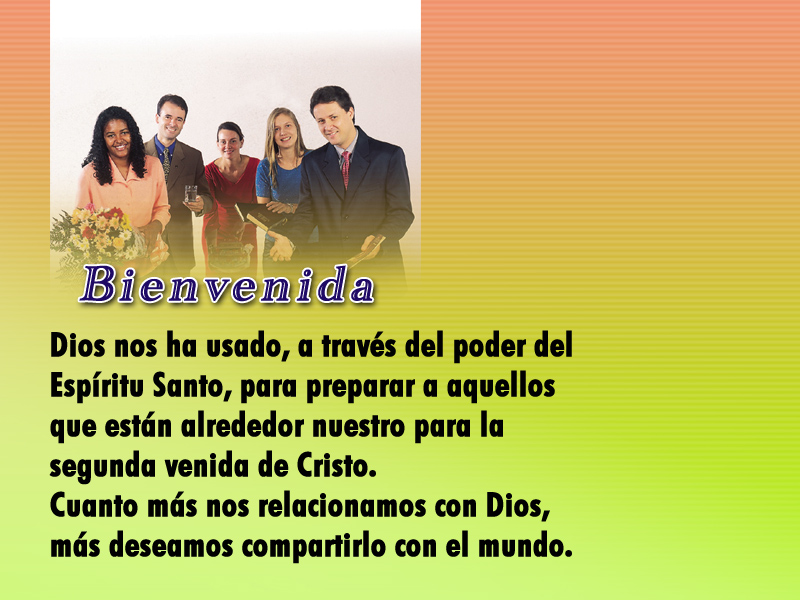 Bienvenida
Dios nos ha usado, a través del poder del
Espíritu Santo, para preparar a aquellos
que están alrededor nuestro para la
segunda venida de Cristo.
Cuanto más nos relacionamos con Dios,
más deseamos compartirlo con el mundo.